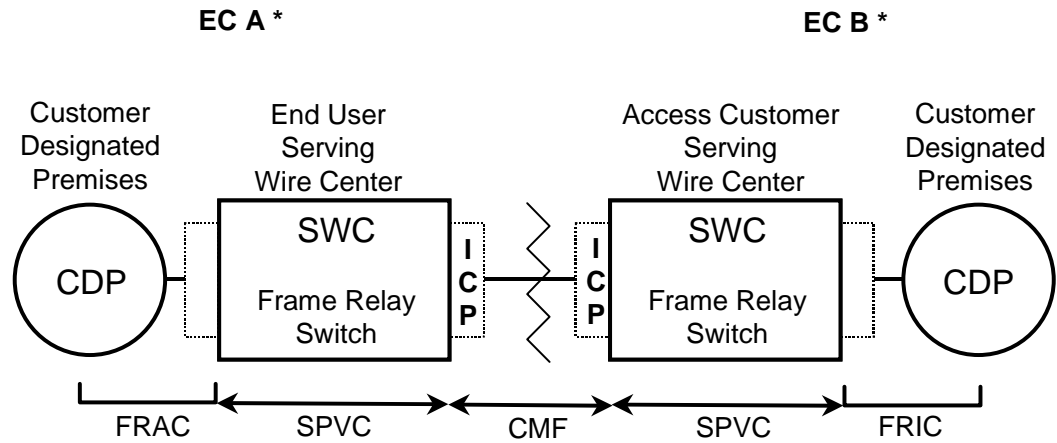 EC A *
EC B *
Customer
Designated
Premises
End User
Serving
Wire Center
Access Customer
Serving
Wire Center
Customer
Designated
Premises
CDP
SWC
Frame Relay
Switch
I
C
P
I
C
P
SWC
Frame Relay
Switch
CDP
FRAC
SPVC
CMF
SPVC
FRIC